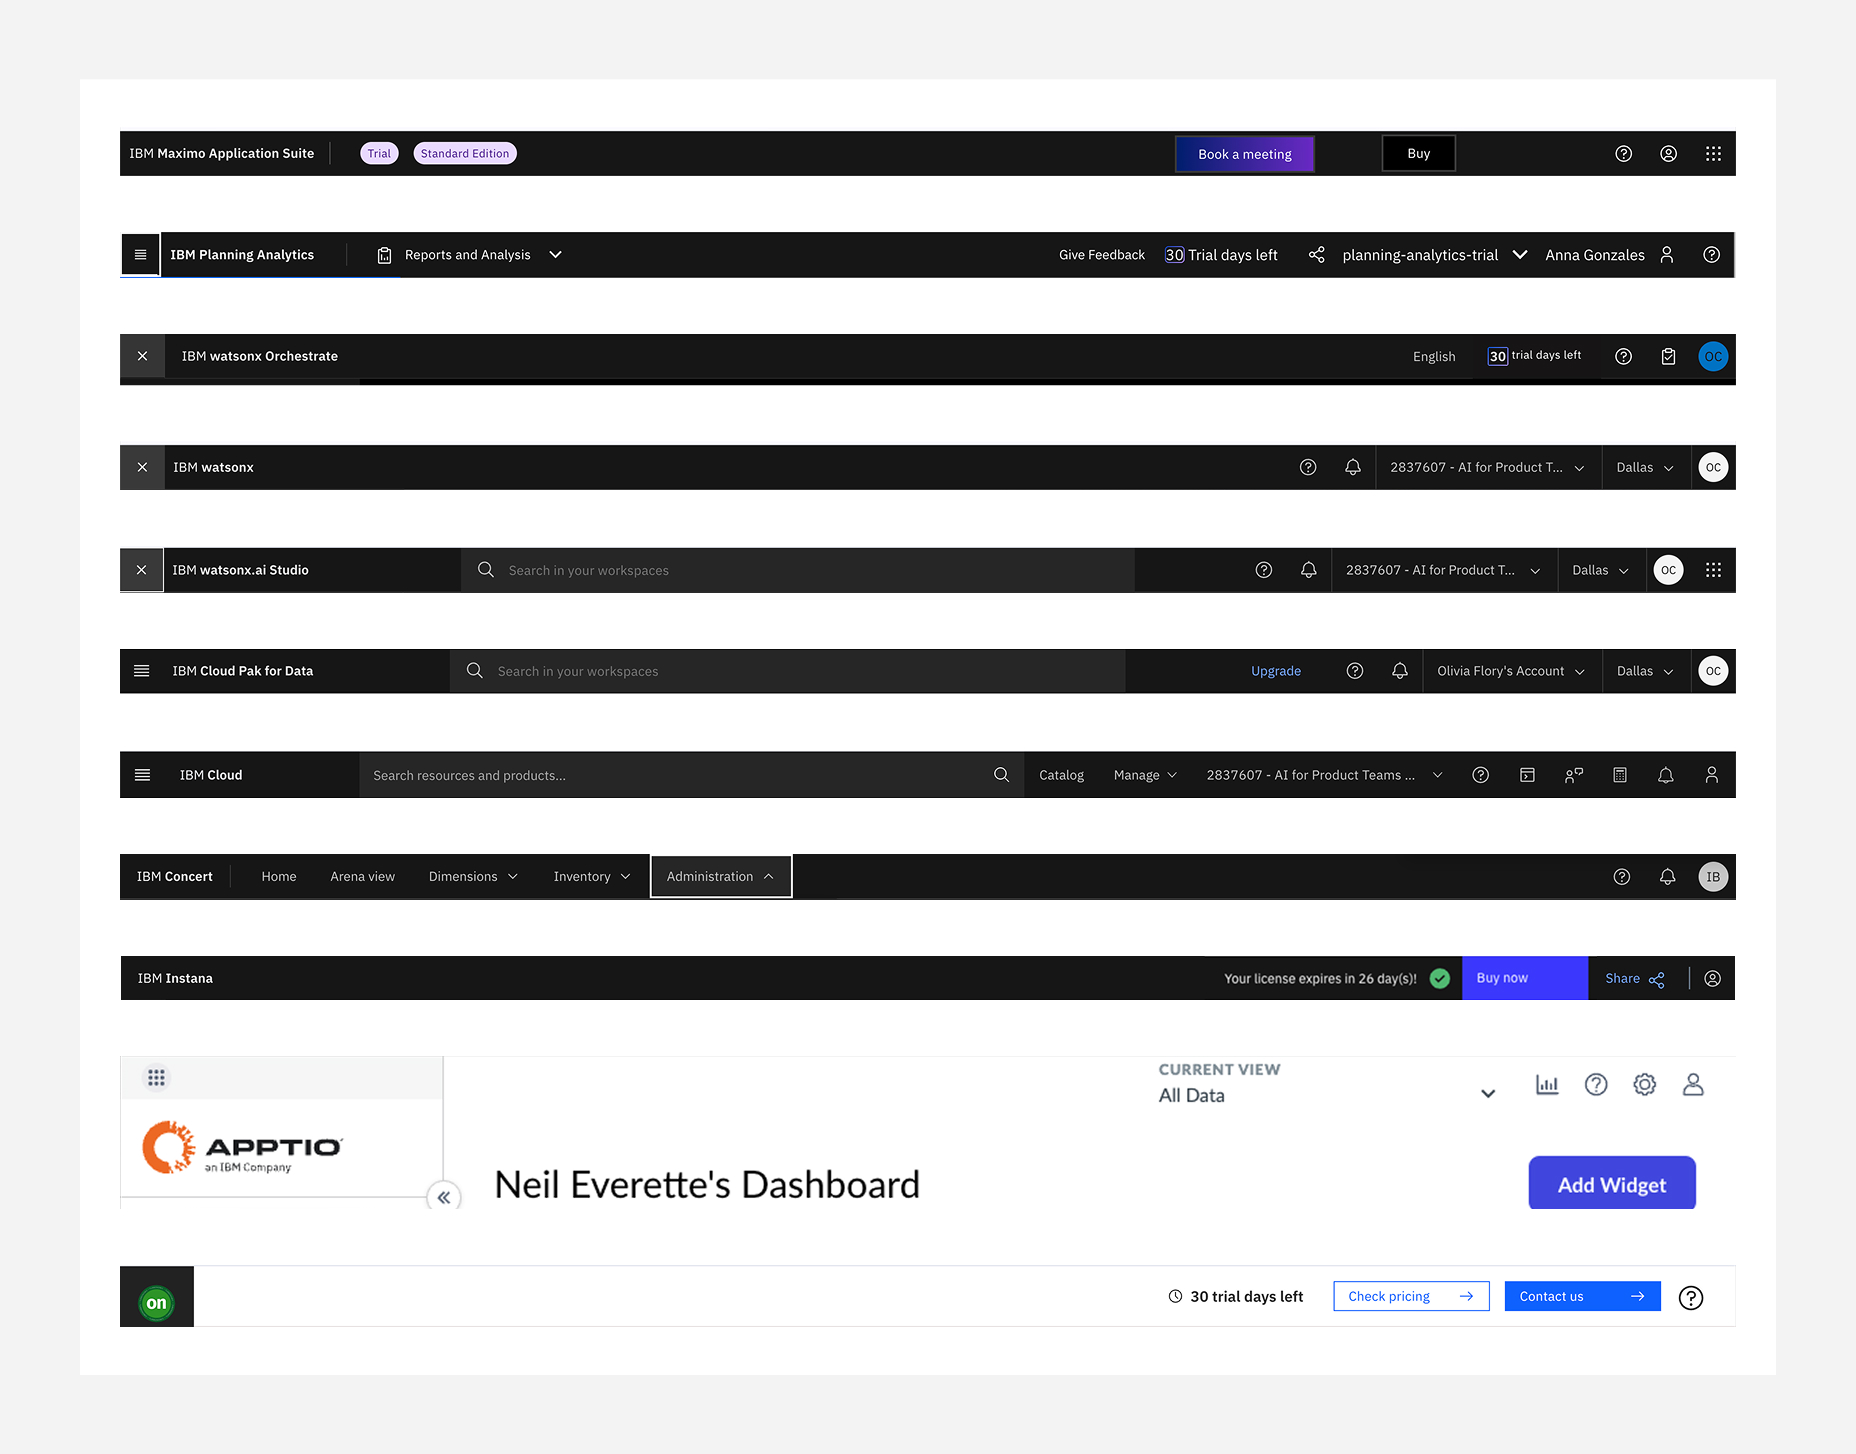 IBM Maximo Application Suite Trial Standard Edition Book a meeting Buy
IBM Planning Analytics Reports and Analysis Give Feedback 30 Trial days left planning-analytics-trial Anna Gonzales
IBM watsonx Orchestrate English 30 trial days left OC
IBM watsonx 2837607 - AI for Product T... Dallas OC
IBM watsonx.ai Studio Search in your workspaces 2837607 - AI for Product T... Dallas OC
IBM Cloud Pak for Data Search in your workspaces Upgrade Olivia Flory's Account Dallas OC
IBM Cloud Search resources and products... Catalog Manage 2837607 - AI for Product Teams ...
IBM Concert Home Arena view Dimensions Inventory Administration IB
IBM Instana Your license expires in 26 day(s)! Buy now Share
CURRENT VIEW
All Data
APPTIO
an IBM Company
Neil Everette's Dashboard Add Widget
on 30 trial days left Check pricing Contact us